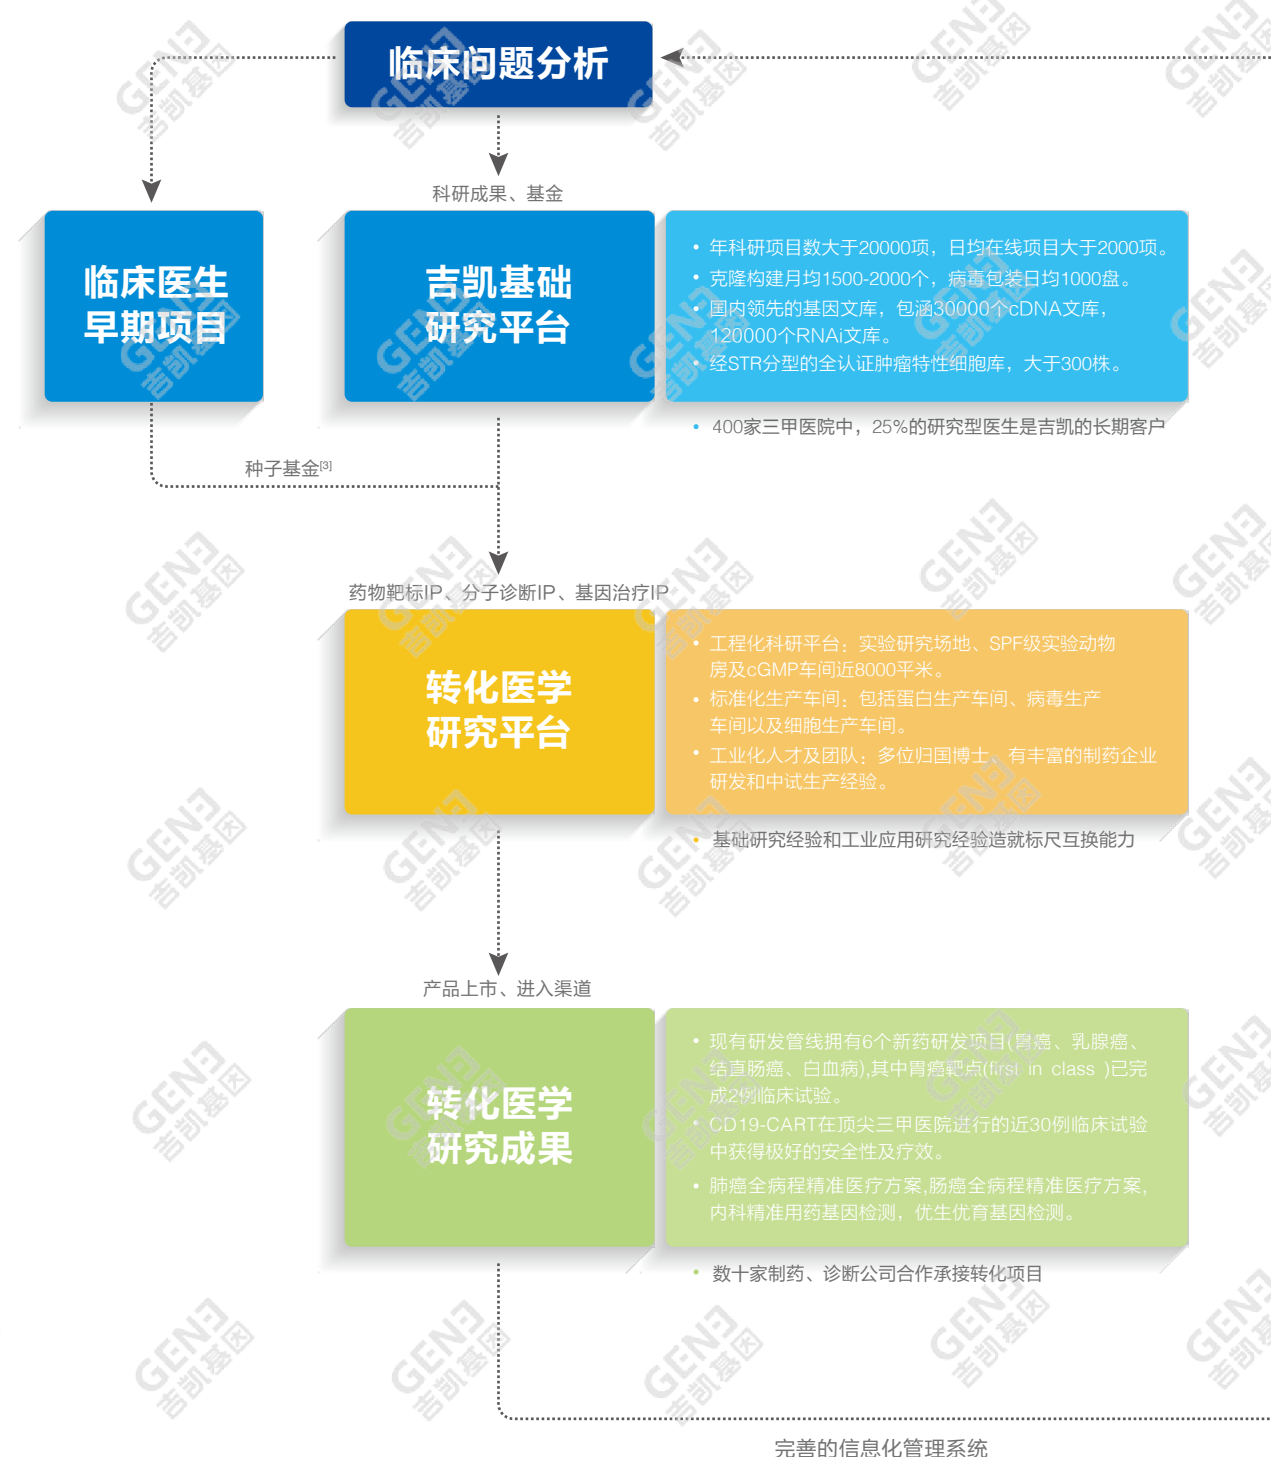 临床问题分析
科研成果、基金
临床医生
早期项目
吉凯基础
研究平台
• 年科研项目数大于20000项，日均在线项目大于2000项。
• 克隆构建月均1500-2000个，病毒包装日均1000盘。
• 国内领先的基因文库，包涵30000个cDNA文库，
120000个RNAi文库。
• 经STR分型的全认证肿瘤特性细胞库，大于300株。
• 400家三甲医院中，25%的研究型医生是吉凯的长期客户
种子基金[3]
药物靶标IP、分子诊断IP、基因治疗IP
转化医学
研究平台
• 工程化科研平台：实验研究场地、SPF级实验动物
房及cGMP车间近8000平米。
• 标准化生产车间：包括蛋白生产车间、病毒生产
车间以及细胞生产车间。
• 工业化人才及团队：多位归国博士、有丰富的制药企业
研发和中试生产经验。
• 基础研究经验和工业应用研究经验造就标尺互换能力
产品上市、进入渠道
转化医学
研究成果
• 现有研发管线拥有6个新药研发项目(胃癌、乳腺癌、
结直肠癌、白血病),其中胃癌靶点(first in class )已完
成2例临床试验。
• CD19-CART在顶尖三甲医院进行的近30例临床试验
中获得极好的安全性及疗效。
• 肺癌全病程精准医疗方案,肠癌全病程精准医疗方案,
内科精准用药基因检测，优生优育基因检测。
• 数十家制药、诊断公司合作承接转化项目
完善的信息化管理系统
GENE
吉凯基因